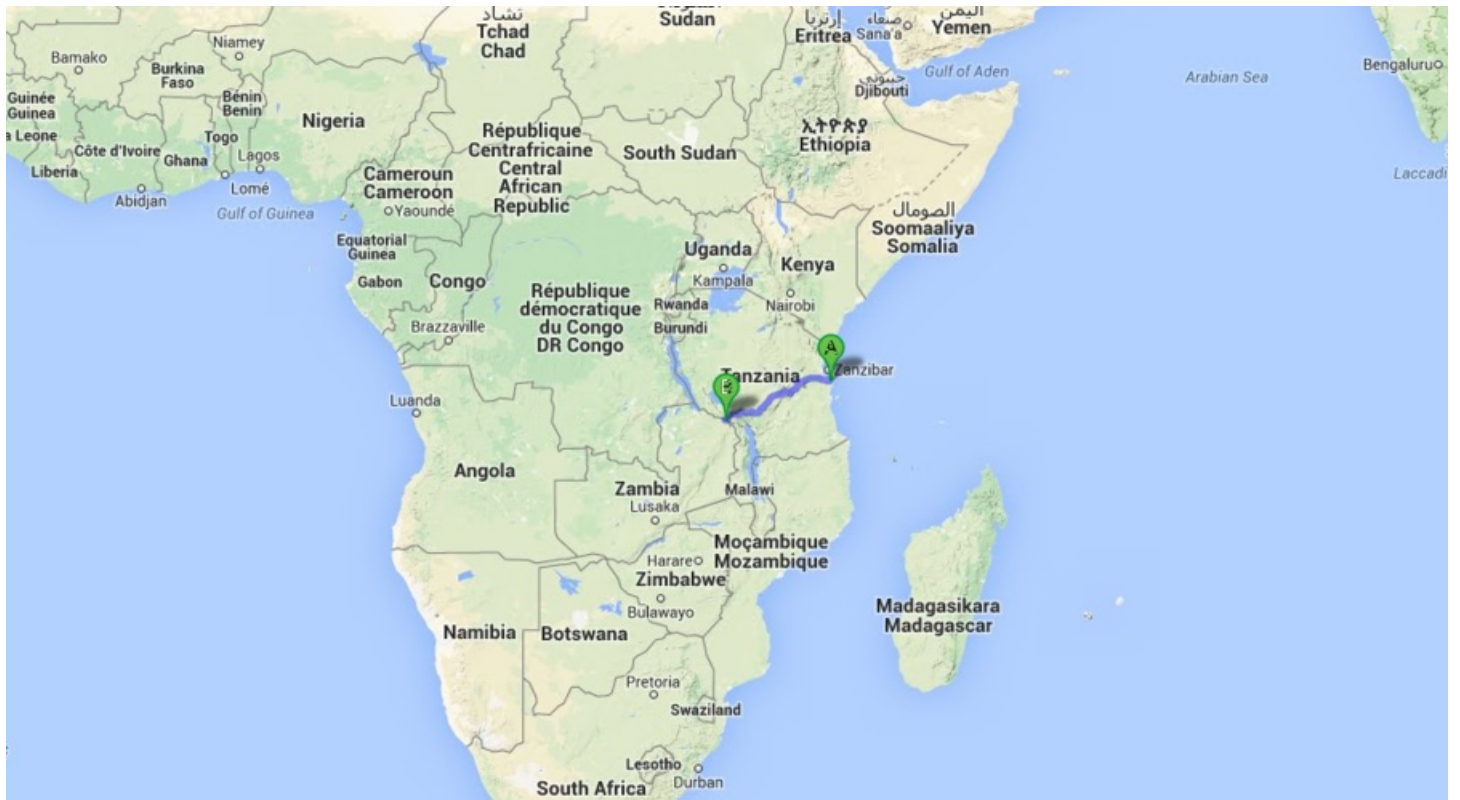 تشاد
Tchad
Chad
Sudan
إرتريا
Eritrea
صنعاء
Sana'a
اليمن
Yemen
Niamey
Bamako
Burkina
Faso
Guinée
Guinea
Bénin
Benin
Nigeria
a Leone
Côte d'Ivoire
Togo
Ghana
Lagos
Liberia
Abidjan
Lomé
Gulf of Guinea
Cameroun
Cameroon
Yaoundé
République
Centrafricaine
Central
African
Republic
South Sudan
ኢትዮጵያ
Ethiopia
جيبوتي
Djibouti
Gulf of Aden
Arabian Sea
Bengaluru
Laccadi
الصومال
Soomaaliya
Somalia
Equatorial
Guinea
Gabon
Congo
Brazzaville
République
démocratique
du Congo
DR Congo
Uganda
Kampala
Kenya
Nairobi
Rwanda
Burundi
A
Zanzibar
Tanzania
Luanda
Angola
Zambia
Lusaka
Malawi
Moçambique
Mozambique
Harare
Zimbabwe
Bulawayo
Madagasikara
Madagascar
Namibia
Botswana
Pretoria
Swaziland
Lesotho
Durban
South Africa